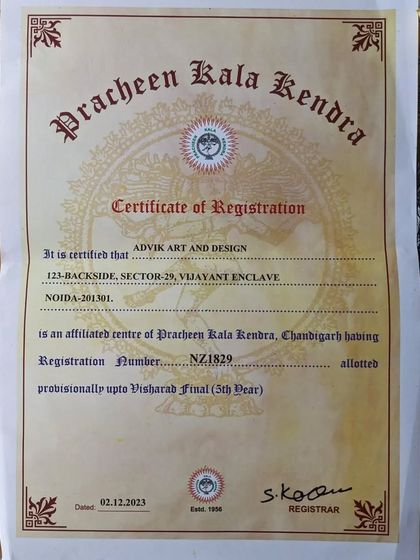 Pracheen Kala Kendra
Certificate of Registration
It is certified that ADVIK ART AND DESIGN
123-BACKSIDE, SECTOR-29, VIJAYANT ENCLAVE
NOIDA-201301.
is an affiliated centre of Pracheen Kala Kendra, Chandigarh having
Registration Number.....NZ1829..... allotted
provisionally upto Visharad Final (5th Year)
Dated: 02.12.2023
Estd. 1956
REGISTRAR